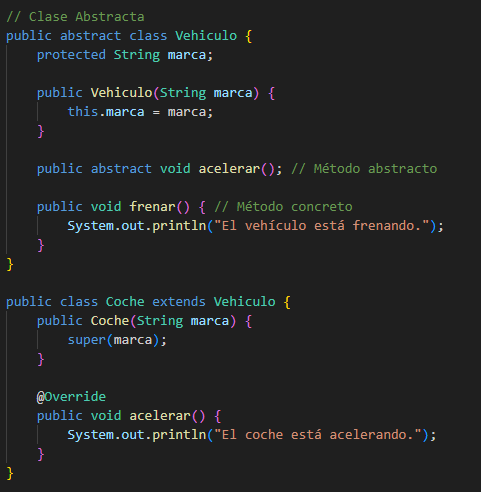 // Clase Abstracta
public abstract class Vehiculo {
    protected String marca;

    public Vehiculo(String marca) {
        this.marca = marca;
    }

    public abstract void acelerar(); // Método abstracto

    public void frenar() { // Método concreto
        System.out.println("El vehículo está frenando.");
    }
}

public class Coche extends Vehiculo {
    public Coche(String marca) {
        super(marca);
    }

    @Override
    public void acelerar() {
        System.out.println("El coche está acelerando.");
    }
}